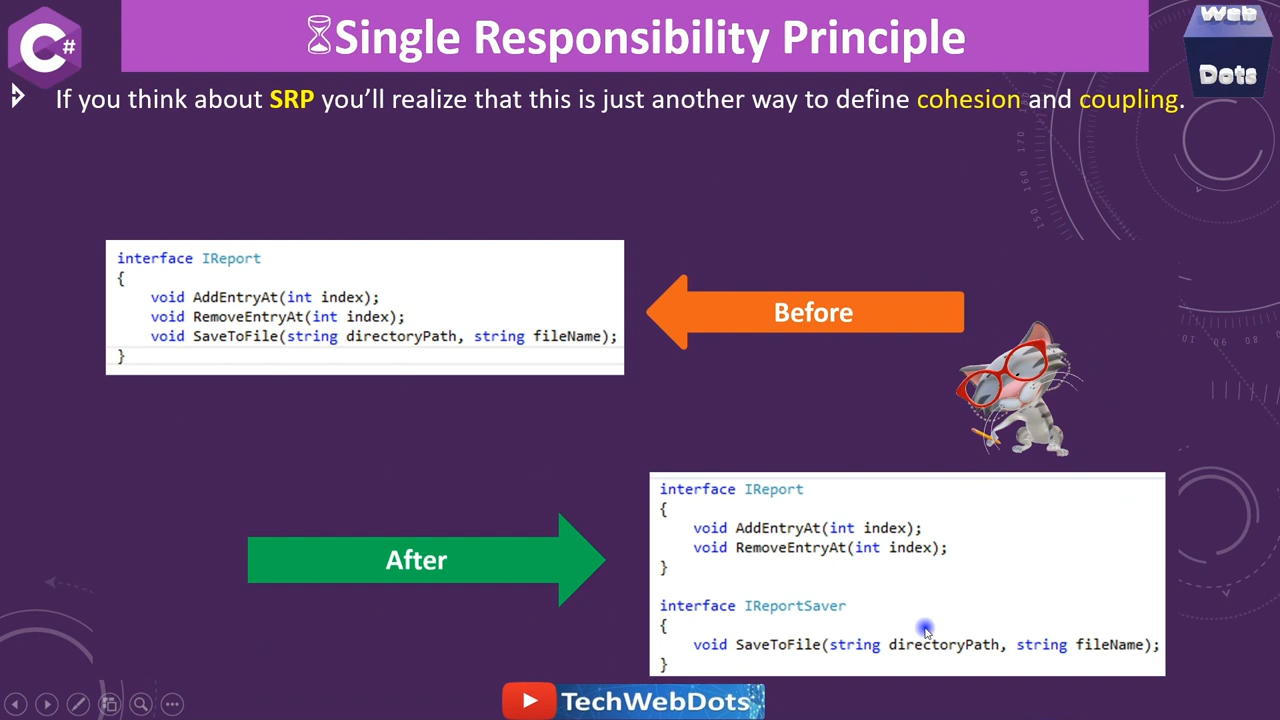 C#
⏳Single Responsibility Principle
Web
Dots
If you think about SRP you’ll realize that this is just another way to define cohesion and coupling.
170
160
150
interface IReport
{
void AddEntryAt(int index);
void RemoveEntryAt(int index);
void SaveToFile(string directoryPath, string fileName);
}
Before
After
interface IReport
{
void AddEntryAt(int index);
void RemoveEntryAt(int index);
}
interface IReportSaver
{
void SaveToFile(string directoryPath, string fileName);
}
TechWebDots